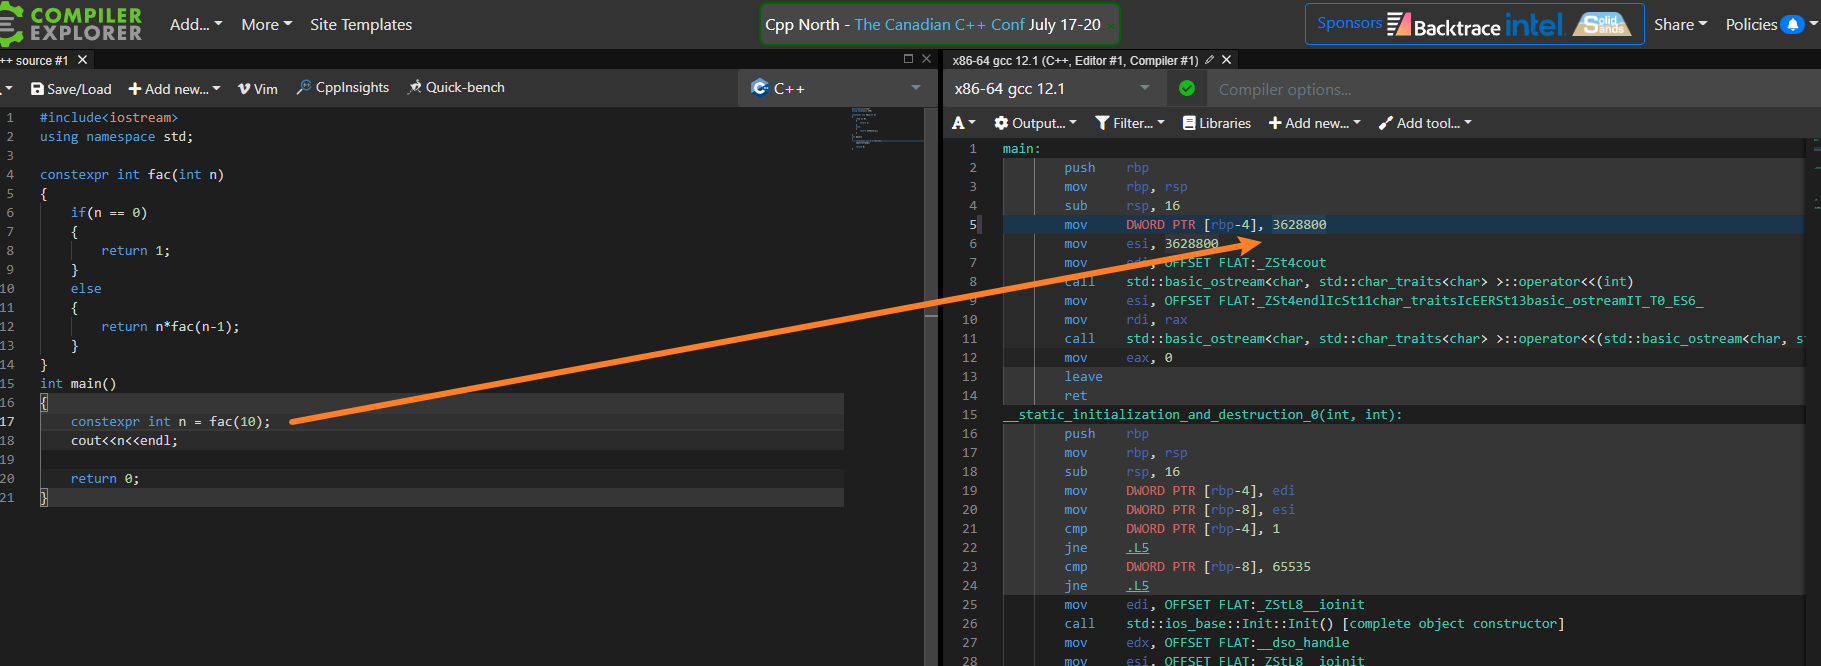 COMPILER
EXPLORER
Add...
More
Site Templates
Cpp North - The Canadian C++ Conf July 17-20
Sponsors
Backtrace
intel.
Solid Sands
Share
Policies
++ source #1
Save/Load
Add new...
Vim
CppInsights
Quick-bench
C++
1 #include<iostream>
2 using namespace std;
3
4 constexpr int fac(int n)
5 {
6 if(n == 0)
7 {
8 return 1;
9 }
10 else
11 {
12 return n*fac(n-1);
13 }
14 }
15 int main()
16 {
17 constexpr int n = fac(10);
18 cout<<n<<endl;
19
20 return 0;
21 }
x86-64 gcc 12.1 (C++, Editor #1, Compiler #1)
x86-64 gcc 12.1
Compiler options...
A
Output...
Filter...
Libraries
Add new...
Add tool...
1 main:
2 push rbp
3 mov rbp, rsp
4 sub rsp, 16
5 mov DWORD PTR [rbp-4], 3628800
6 mov esi, 3628800
7 mov edi, OFFSET FLAT:_ZSt4cout
8 call std::basic_ostream<char, std::char_traits<char> >::operator<<(int)
9 mov esi, OFFSET FLAT:_ZSt4endlIcSt11char_traitsIcEERSt13basic_ostreamIT_T0_ES6_
10 mov rdi, rax
11 call std::basic_ostream<char, std::char_traits<char> >::operator<<(std::basic_ostream<char, s
12 mov eax, 0
13 leave
14 ret
15 __static_initialization_and_destruction_0(int, int):
16 push rbp
17 mov rbp, rsp
18 sub rsp, 16
19 mov DWORD PTR [rbp-4], edi
20 mov DWORD PTR [rbp-8], esi
21 cmp DWORD PTR [rbp-4], 1
22 jne .L5
23 cmp DWORD PTR [rbp-8], 65535
24 jne .L5
25 mov edi, OFFSET FLAT:_ZStL8__ioinit
26 call std::ios_base::Init::Init() [complete object constructor]
27 mov edx, OFFSET FLAT:__dso_handle
28 mov esi, OFFSET FLAT:_ZStL8__ioinit